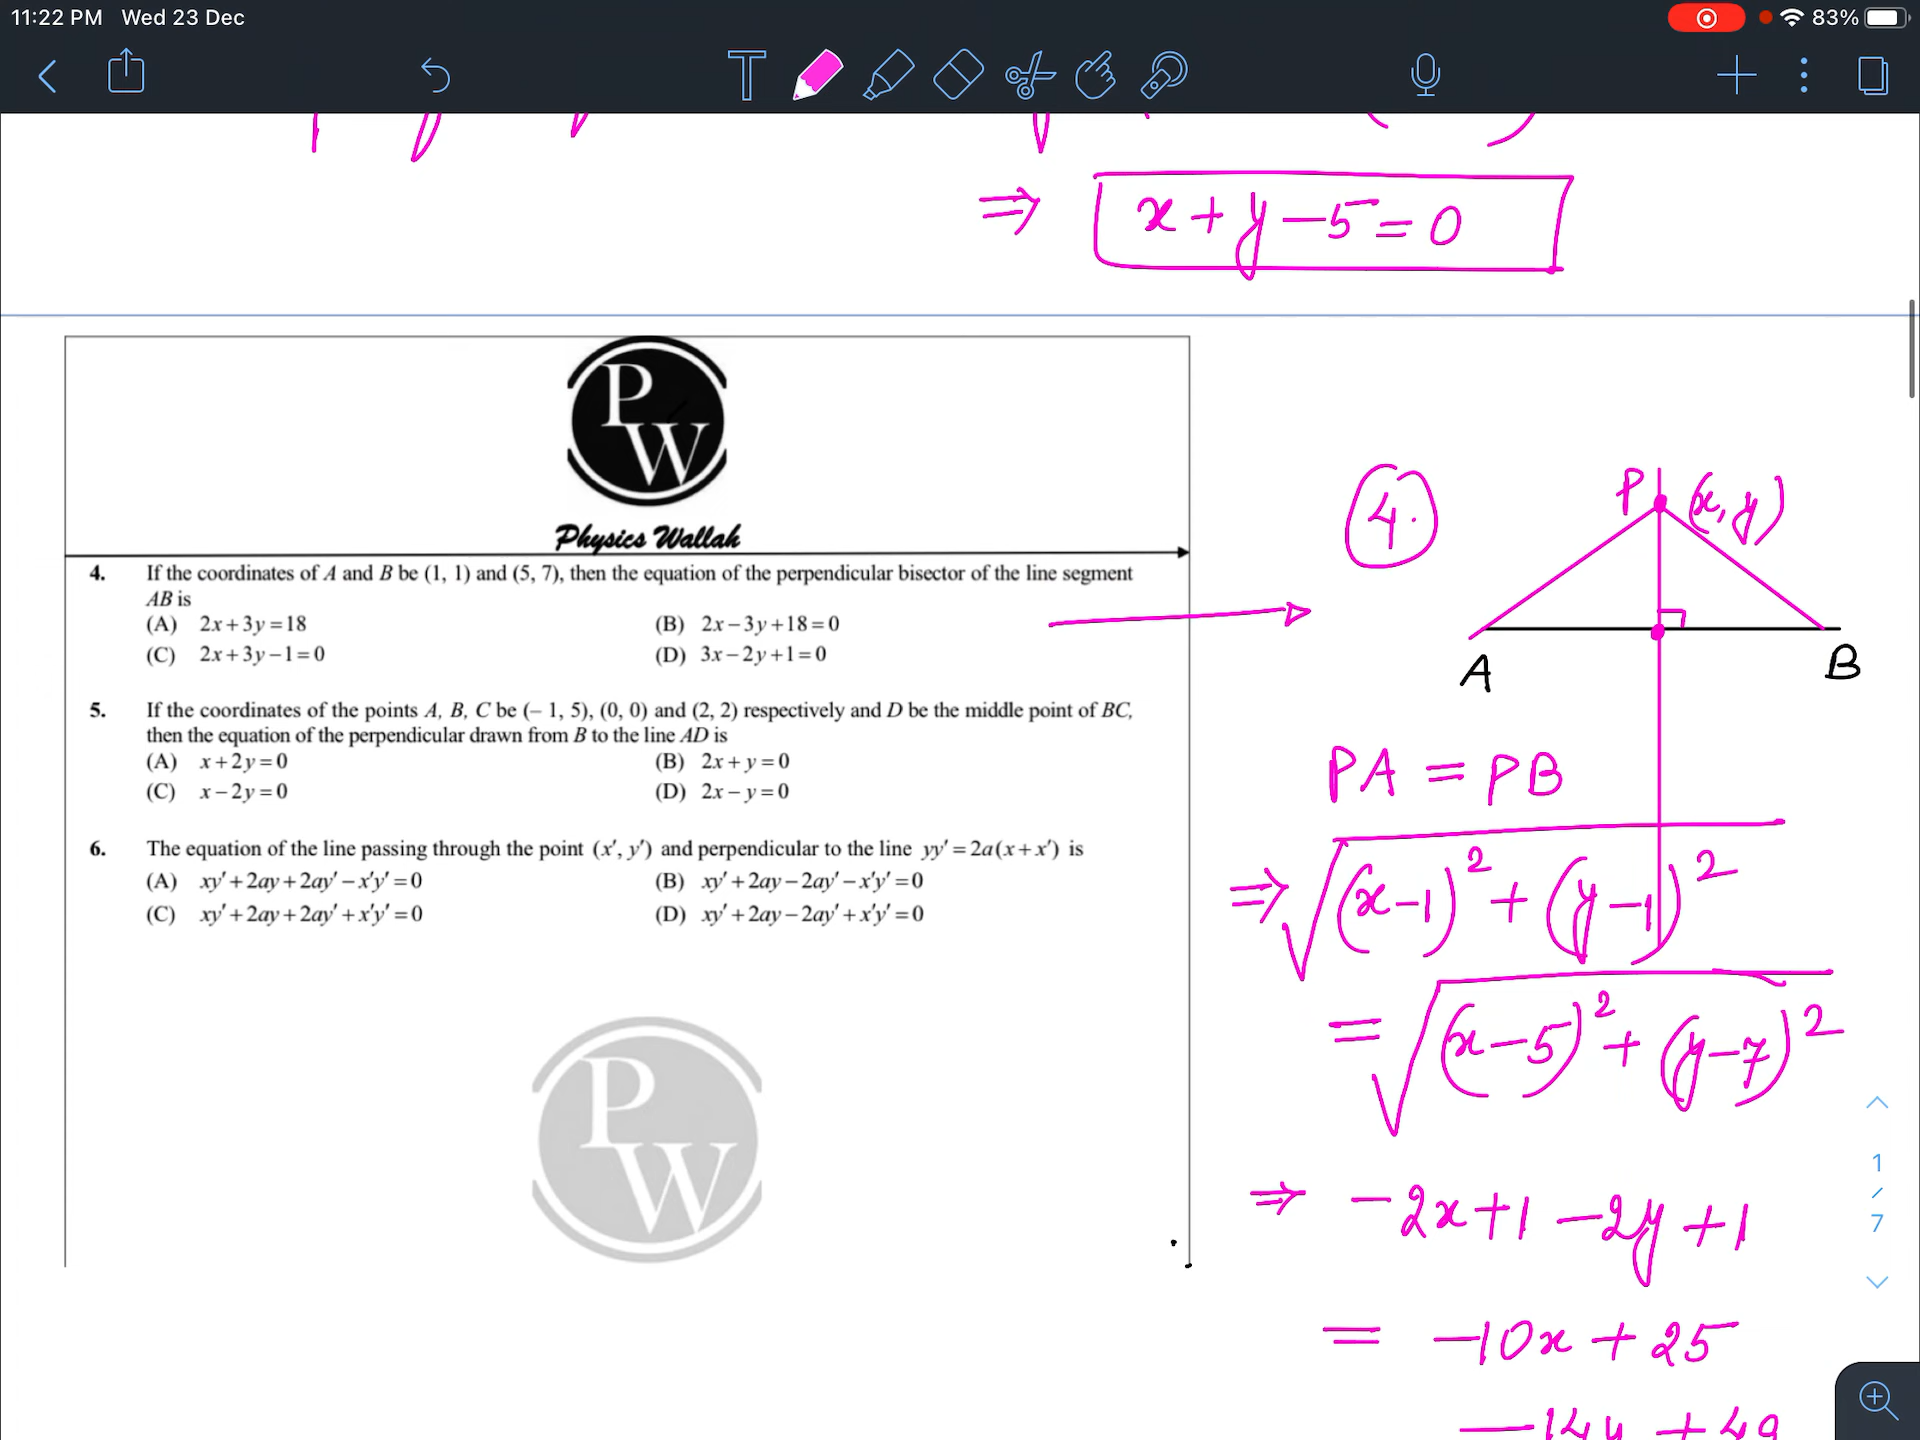 11:22 PM Wed 23 Dec
83%
T
⇒ x+y-5=0
PW
Physics Wallah
4. If the coordinates of A and B be (1, 1) and (5, 7), then the equation of the perpendicular bisector of the line segment
AB is
(A) 2x+3y=18 (B) 2x-3y+18=0
(C) 2x+3y-1=0 (D) 3x-2y+1=0
5. If the coordinates of the points A, B, C be (-1, 5), (0, 0) and (2, 2) respectively and D be the middle point of BC,
then the equation of the perpendicular drawn from B to the line AD is
(A) x+2y=0 (B) 2x+y=0
(C) x-2y=0 (D) 2x-y=0
6. The equation of the line passing through the point (x', y') and perpendicular to the line yy' = 2a(x+x') is
(A) xy'+2ay+2ay'-x'y'=0 (B) xy'+2ay-2ay'-x'y'=0
(C) xy'+2ay+2ay'+x'y'=0 (D) xy'+2ay-2ay'+x'y'=0
PW
4.
P (x, y)
A B
PA = PB
⇒ √(x-1)²+(y-1)²
= √(x-5)²+(y-7)²
⇒ -2x+1-2y+1
= -10x+25
-14y+49
1
/
7